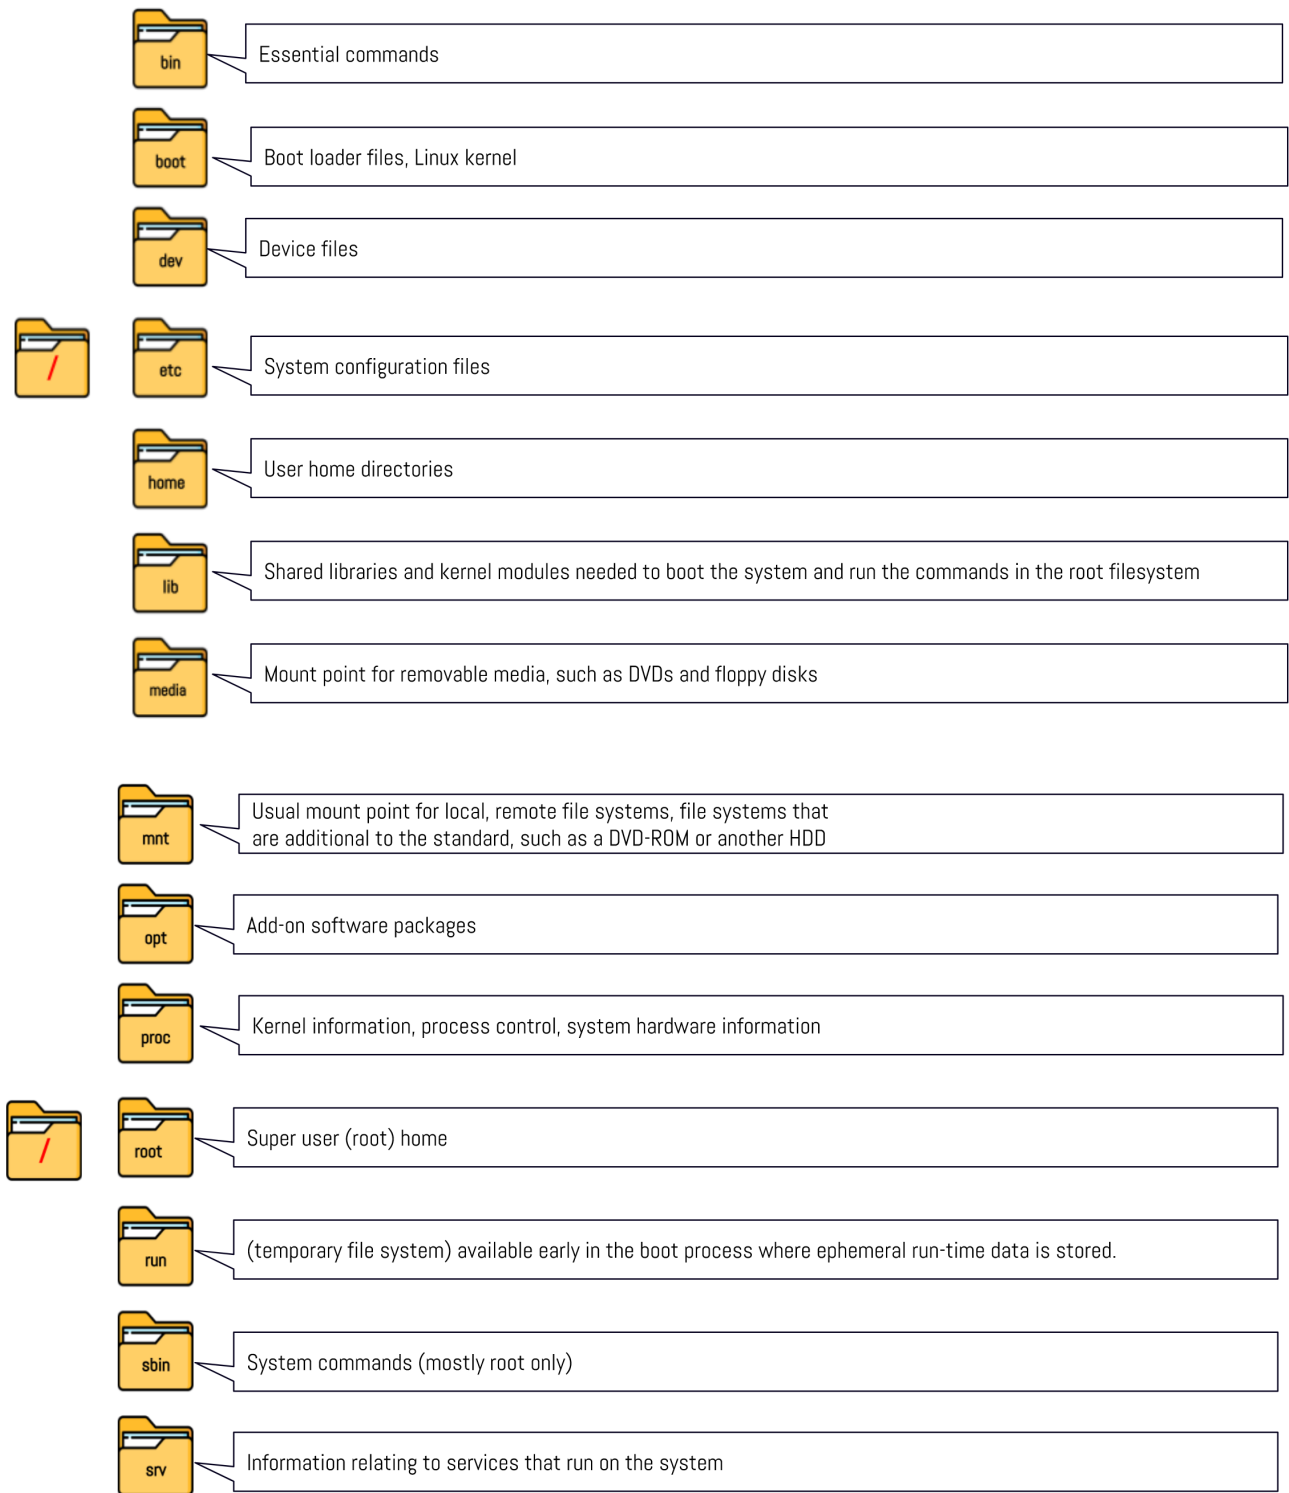 bin
Essential commands
boot
Boot loader files, Linux kernel
dev
Device files
/
etc
System configuration files
home
User home directories
lib
Shared libraries and kernel modules needed to boot the system and run the commands in the root filesystem
media
Mount point for removable media, such as DVDs and floppy disks
mnt
Usual mount point for local, remote file systems, file systems that
are additional to the standard, such as a DVD-ROM or another HDD
opt
Add-on software packages
proc
Kernel information, process control, system hardware information
/
root
Super user (root) home
run
(temporary file system) available early in the boot process where ephemeral run-time data is stored.
sbin
System commands (mostly root only)
srv
Information relating to services that run on the system